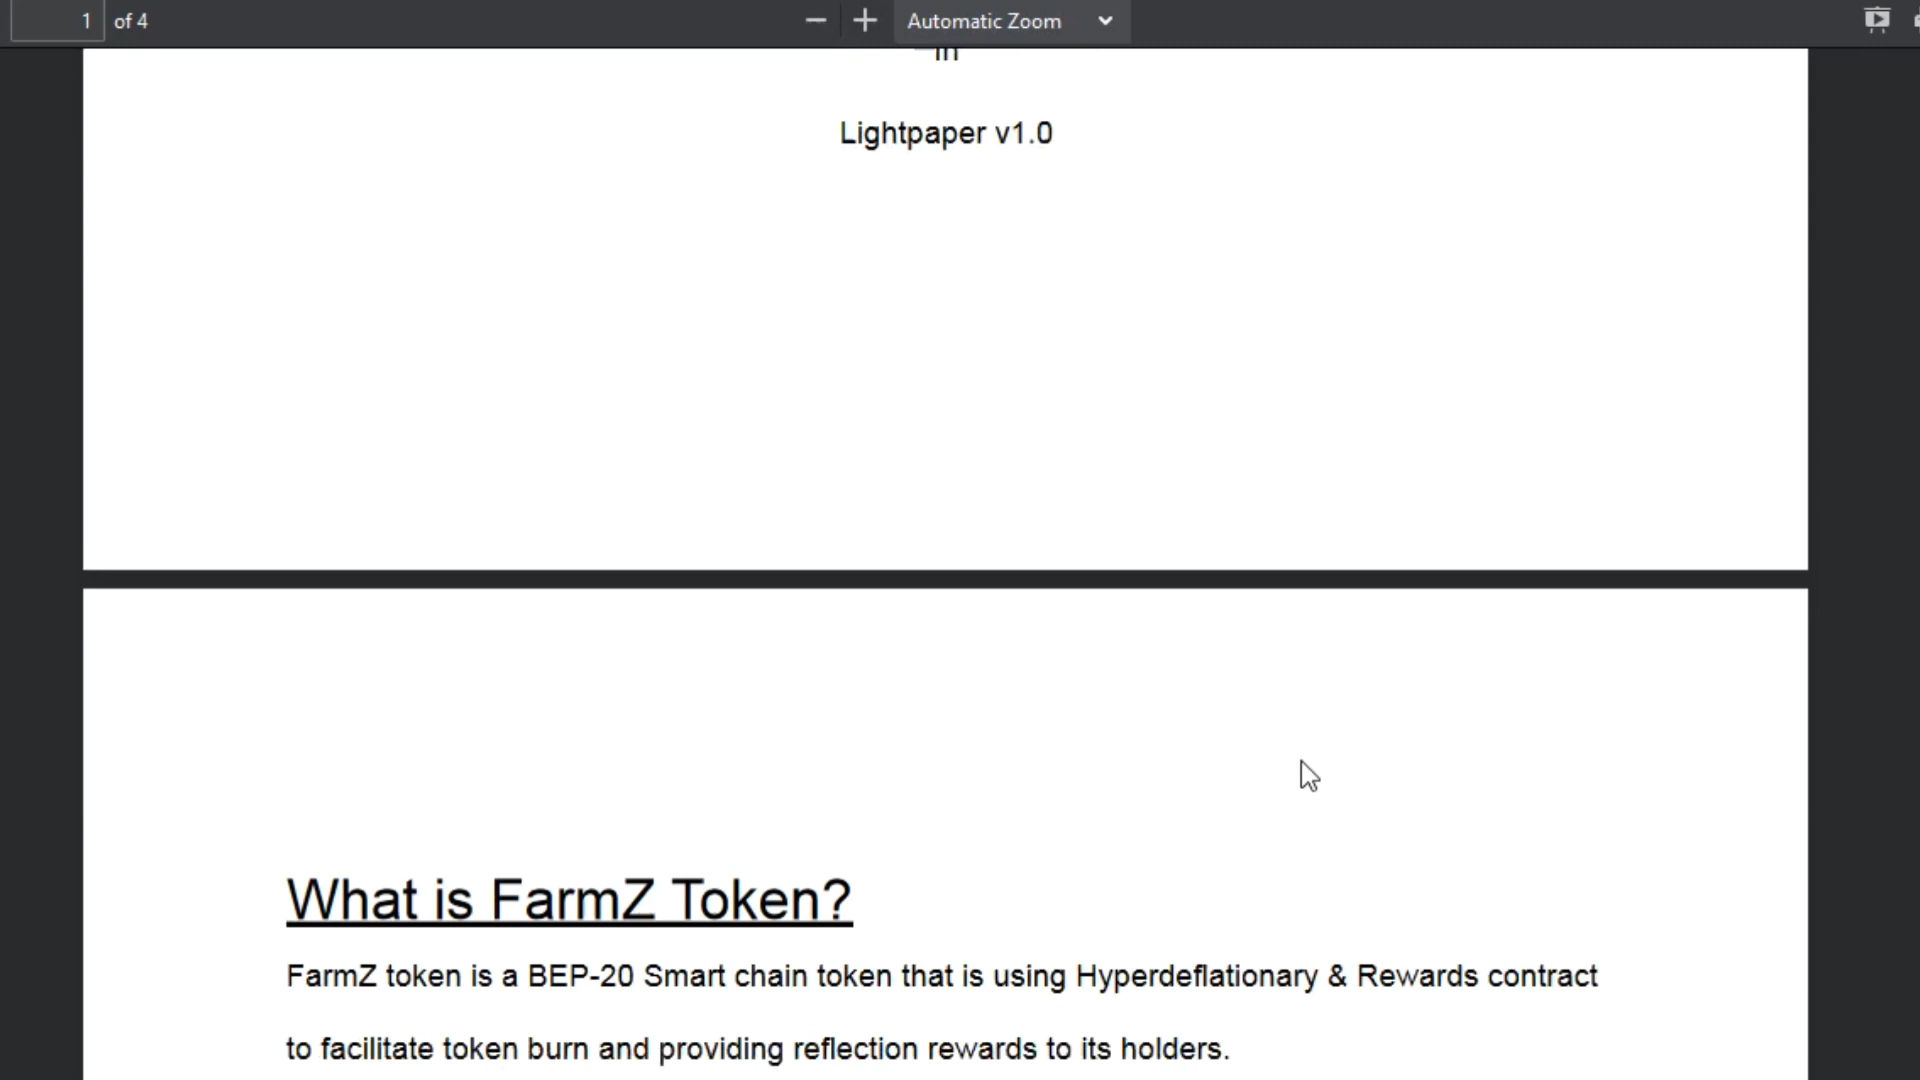 1 of 4 Automatic Zoom
Lightpaper v1.0
What is FarmZ Token?
FarmZ token is a BEP-20 Smart chain token that is using Hyperdeflationary & Rewards contract
to facilitate token burn and providing reflection rewards to its holders.